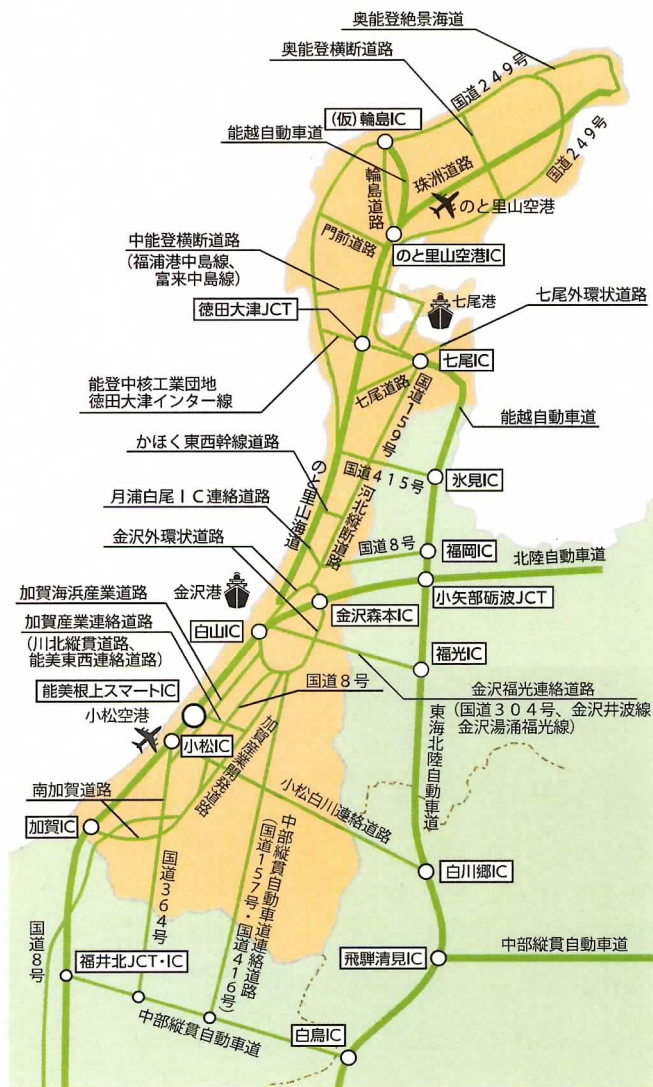 奥能登絶景海道
奥能登横断道路
国道249号
(仮)輪島IC
能越自動車道
国道249号
珠洲道路
輪島道路
のと里山空港
門前道路
中能登横断道路
(福浦港中島線、
富来中島線)
のと里山空港IC
七尾港
七尾外環状道路
徳田大津JCT
七尾IC
能登中核工業団地
徳田大津インター線
七尾道路
国道159号
能越自動車道
かほく東西幹線道路
のと里山海道
国道415号
氷見IC
月浦白尾IC連絡道路
河北縦断道路
金沢外環状道路
国道8号
福岡IC
北陸自動車道
加賀海浜産業道路
金沢港
小矢部砺波JCT
加賀産業連絡道路
(川北縦貫道路、
能美東西連絡道路)
白山IC
金沢森本IC
福光IC
能美根上スマートIC
国道8号
金沢福光連絡道路
(国道304号、金沢井波線
金沢湯涌福光線)
小松空港
小松IC
加賀産業開発道路
東海北陸自動車道
南加賀道路
小松白川連絡道路
加賀IC
国道364号
中部縦貫自動車道連絡道路
(国道157号・国道416号)
白川郷IC
国道8号
福井北JCT・IC
飛騨清見IC
中部縦貫自動車道
中部縦貫自動車道
白鳥IC